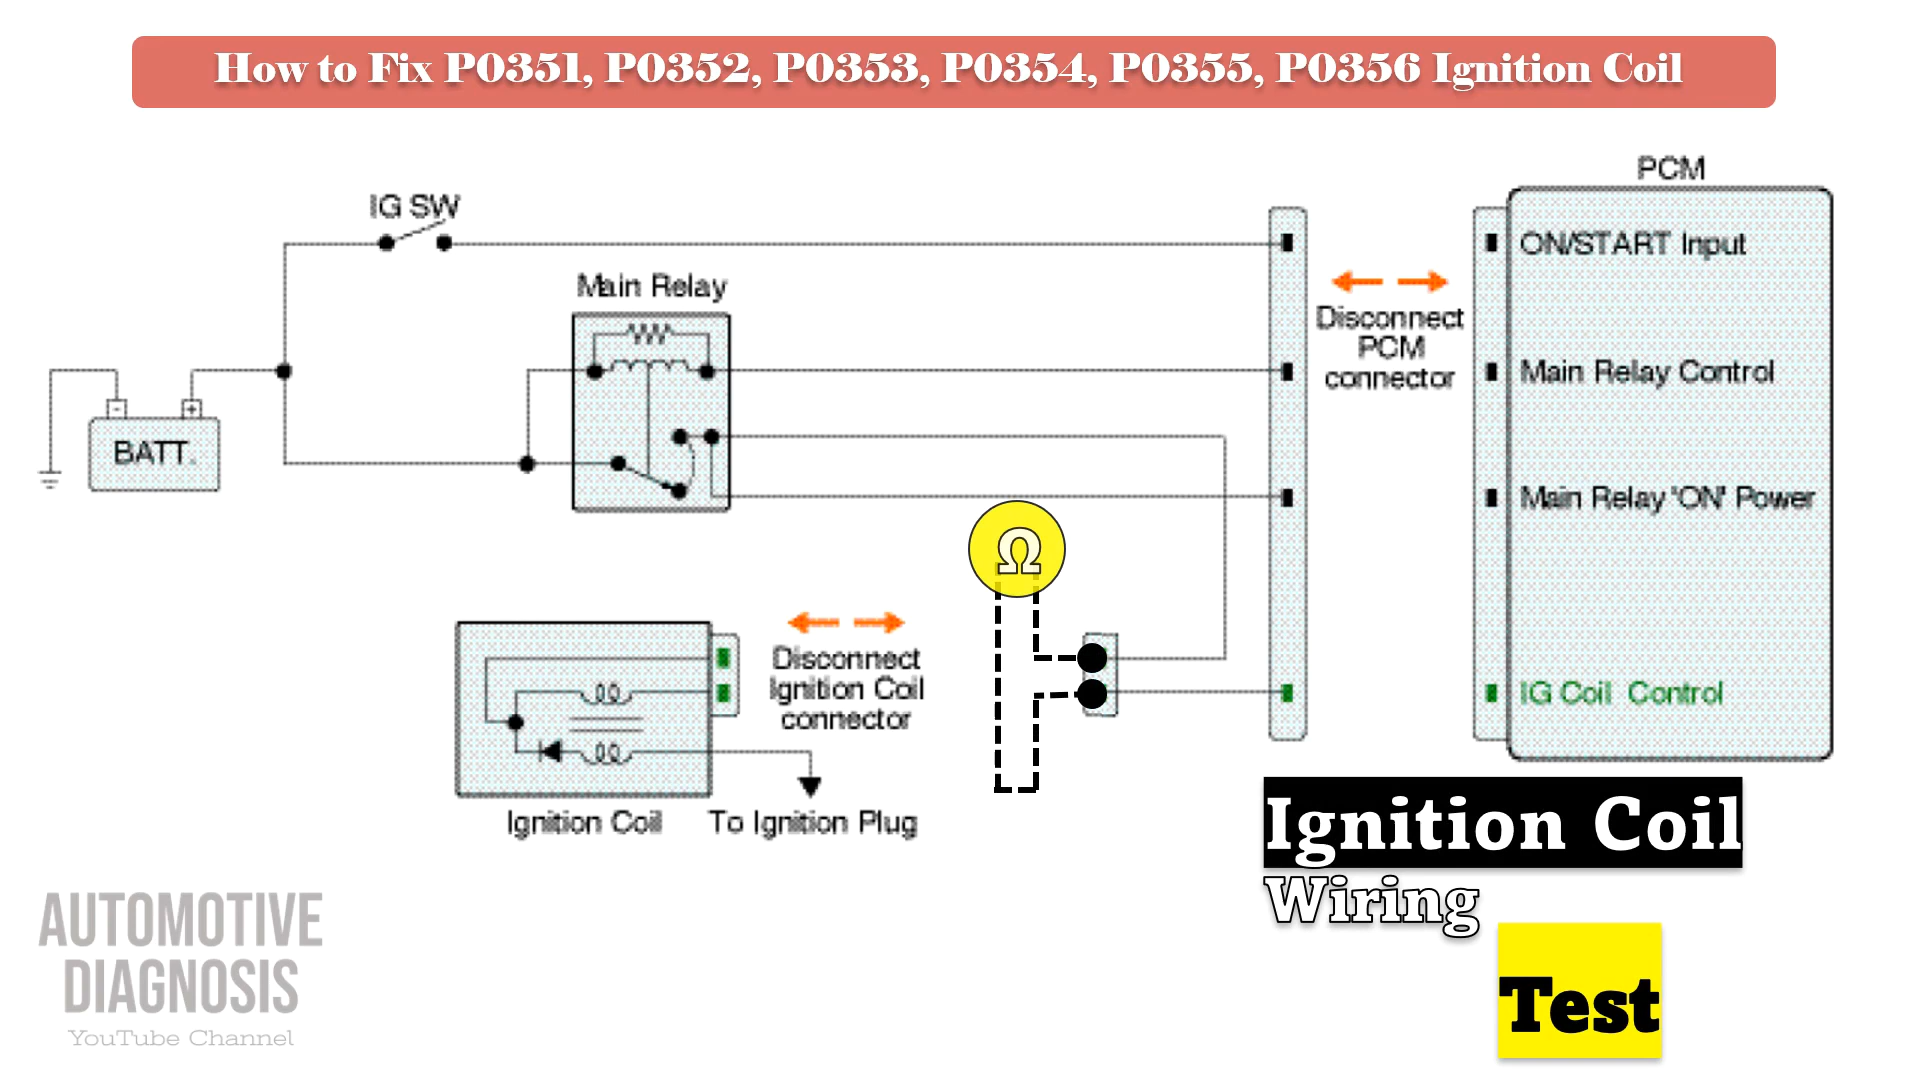 How to Fix P0351, P0352, P0353, P0354, P0355, P0356 Ignition Coil
PCM
IG SW
ON/START Input
Main Relay
Disconnect
PCM
connector
Main Relay Control
- +
BATT.
Main Relay 'ON' Power
Ω
Disconnect
Ignition Coil
connector
IG Coil Control
Ignition Coil
To Ignition Plug
Ignition Coil
Wiring
Test
AUTOMOTIVE
DIAGNOSIS
YouTube Channel